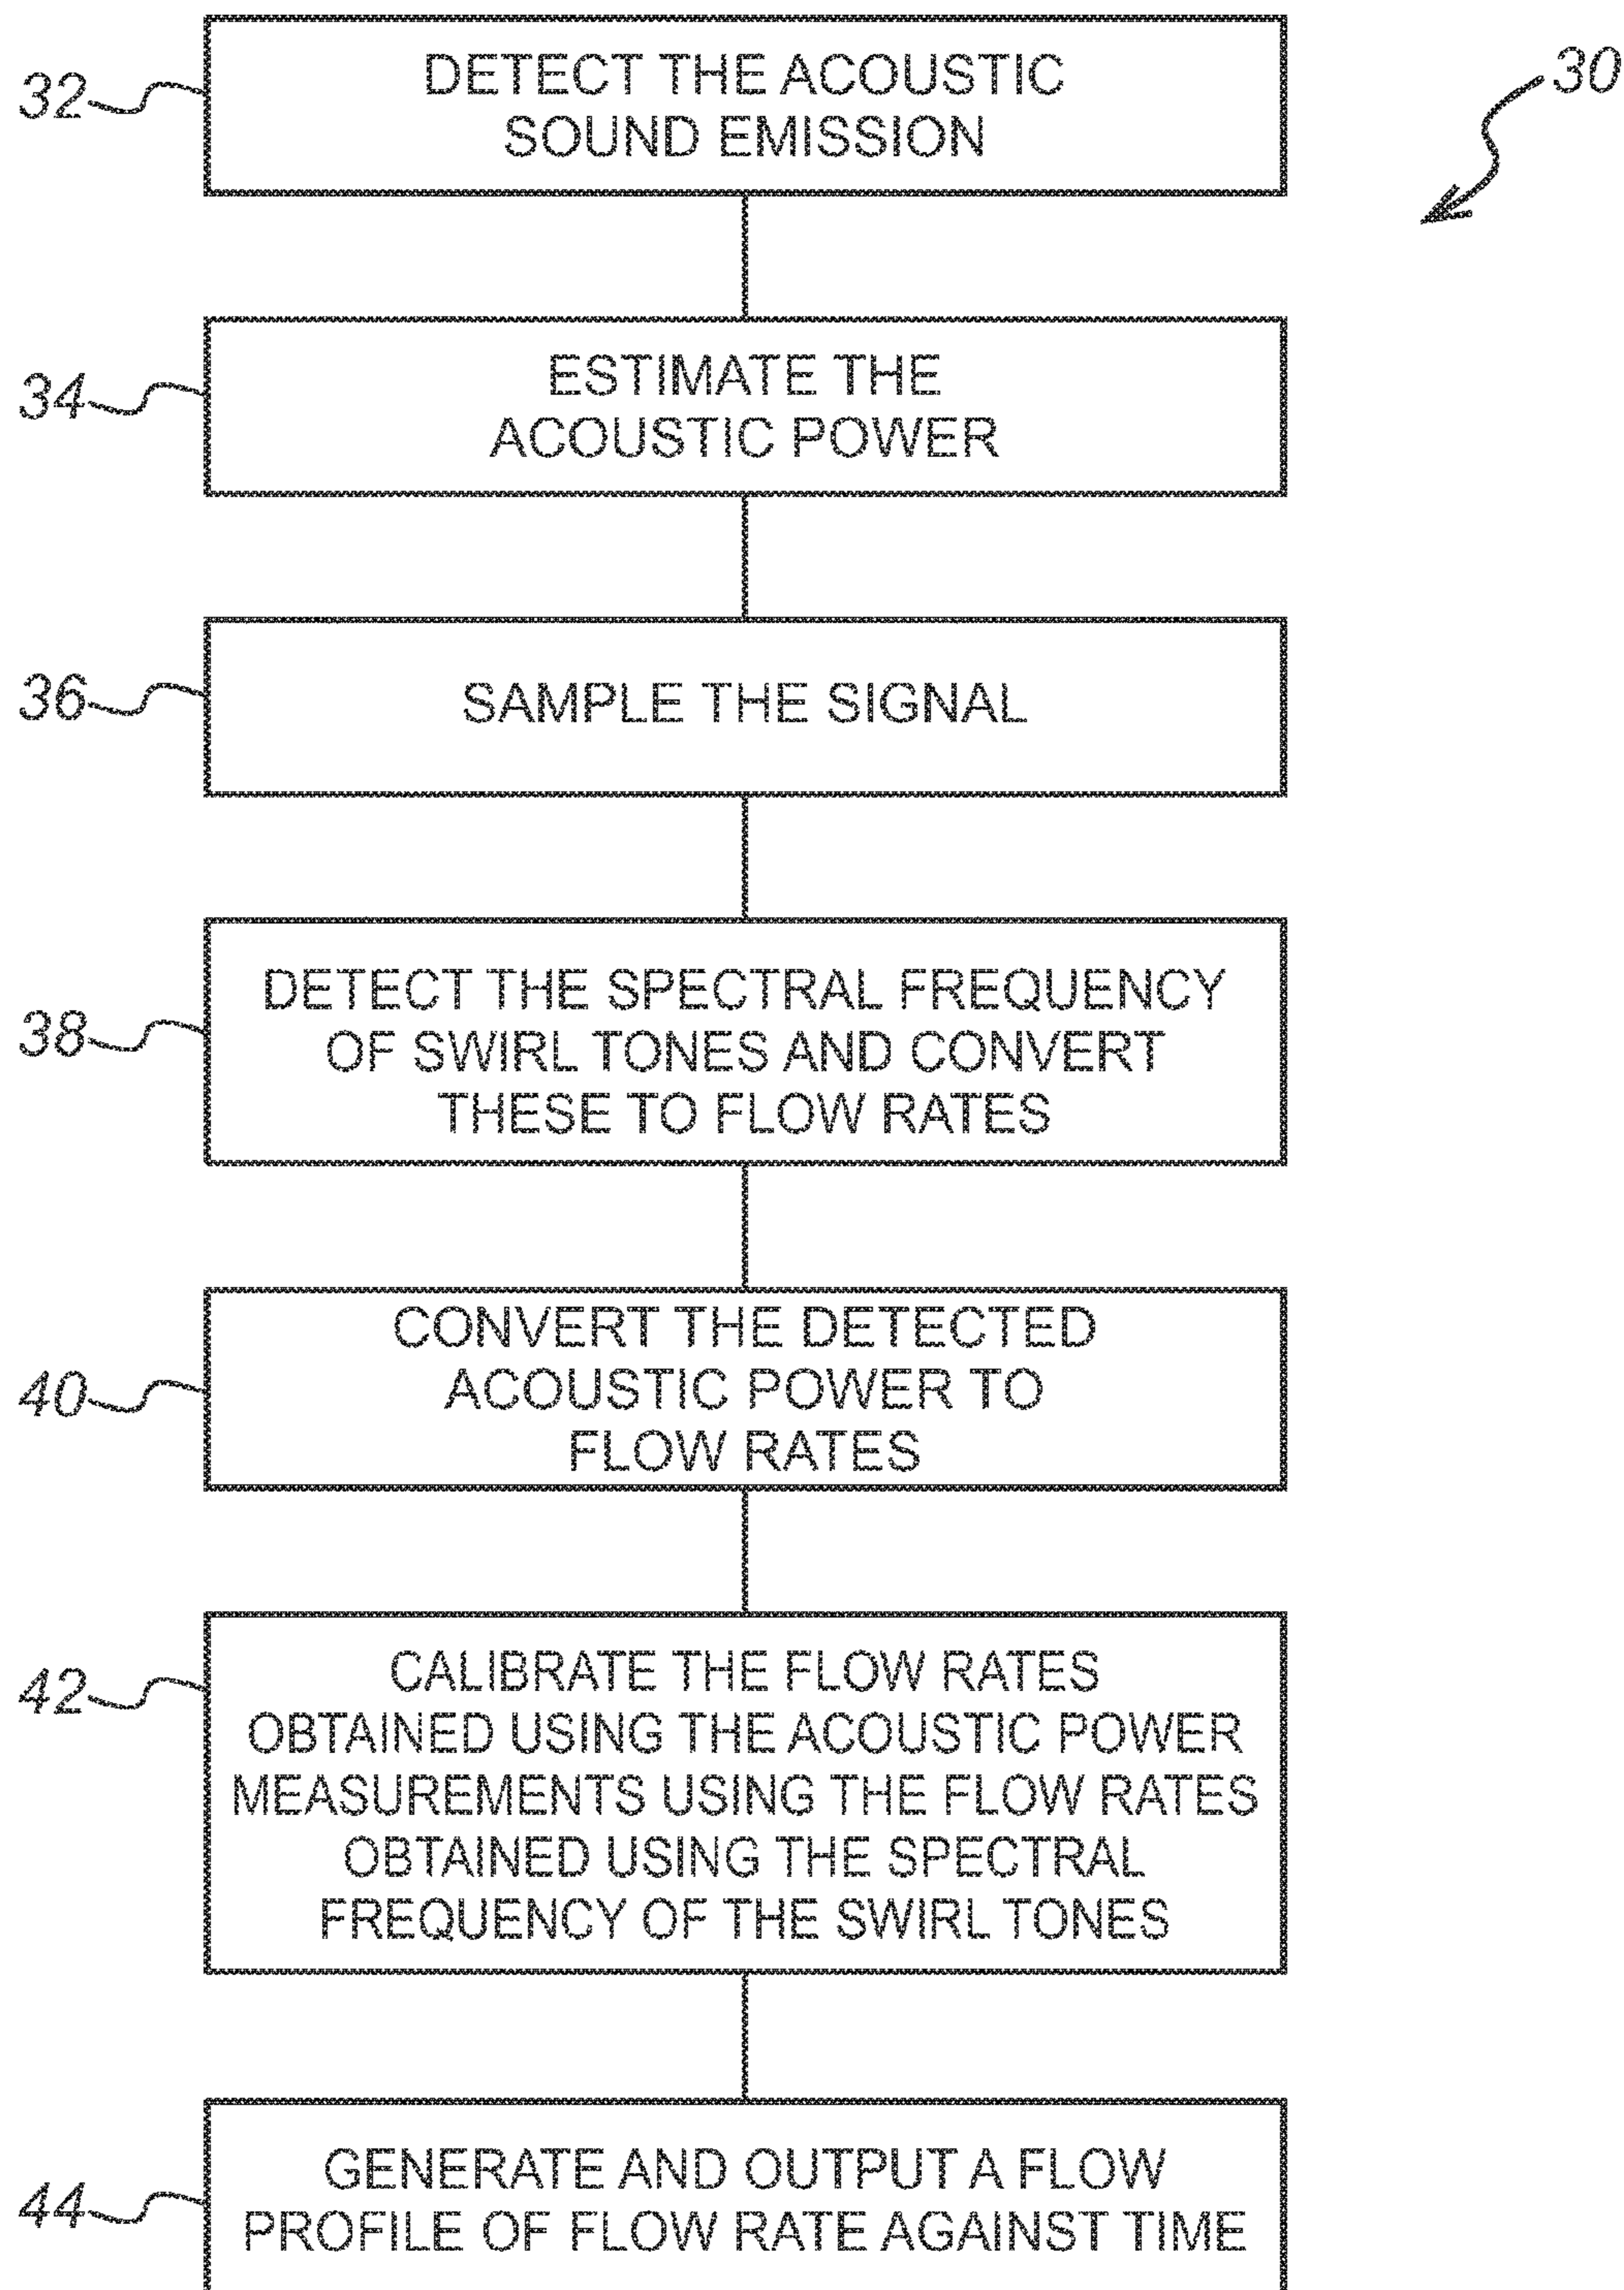 30
32
DETECT THE ACOUSTIC
SOUND EMISSION
34
ESTIMATE THE
ACOUSTIC POWER
36
SAMPLE THE SIGNAL
38
DETECT THE SPECTRAL FREQUENCY
OF SWIRL TONES AND CONVERT
THESE TO FLOW RATES
40
CONVERT THE DETECTED
ACOUSTIC POWER TO
FLOW RATES
42
CALIBRATE THE FLOW RATES
OBTAINED USING THE ACOUSTIC POWER
MEASUREMENTS USING THE FLOW RATES
OBTAINED USING THE SPECTRAL
FREQUENCY OF THE SWIRL TONES
44
GENERATE AND OUTPUT A FLOW
PROFILE OF FLOW RATE AGAINST TIME